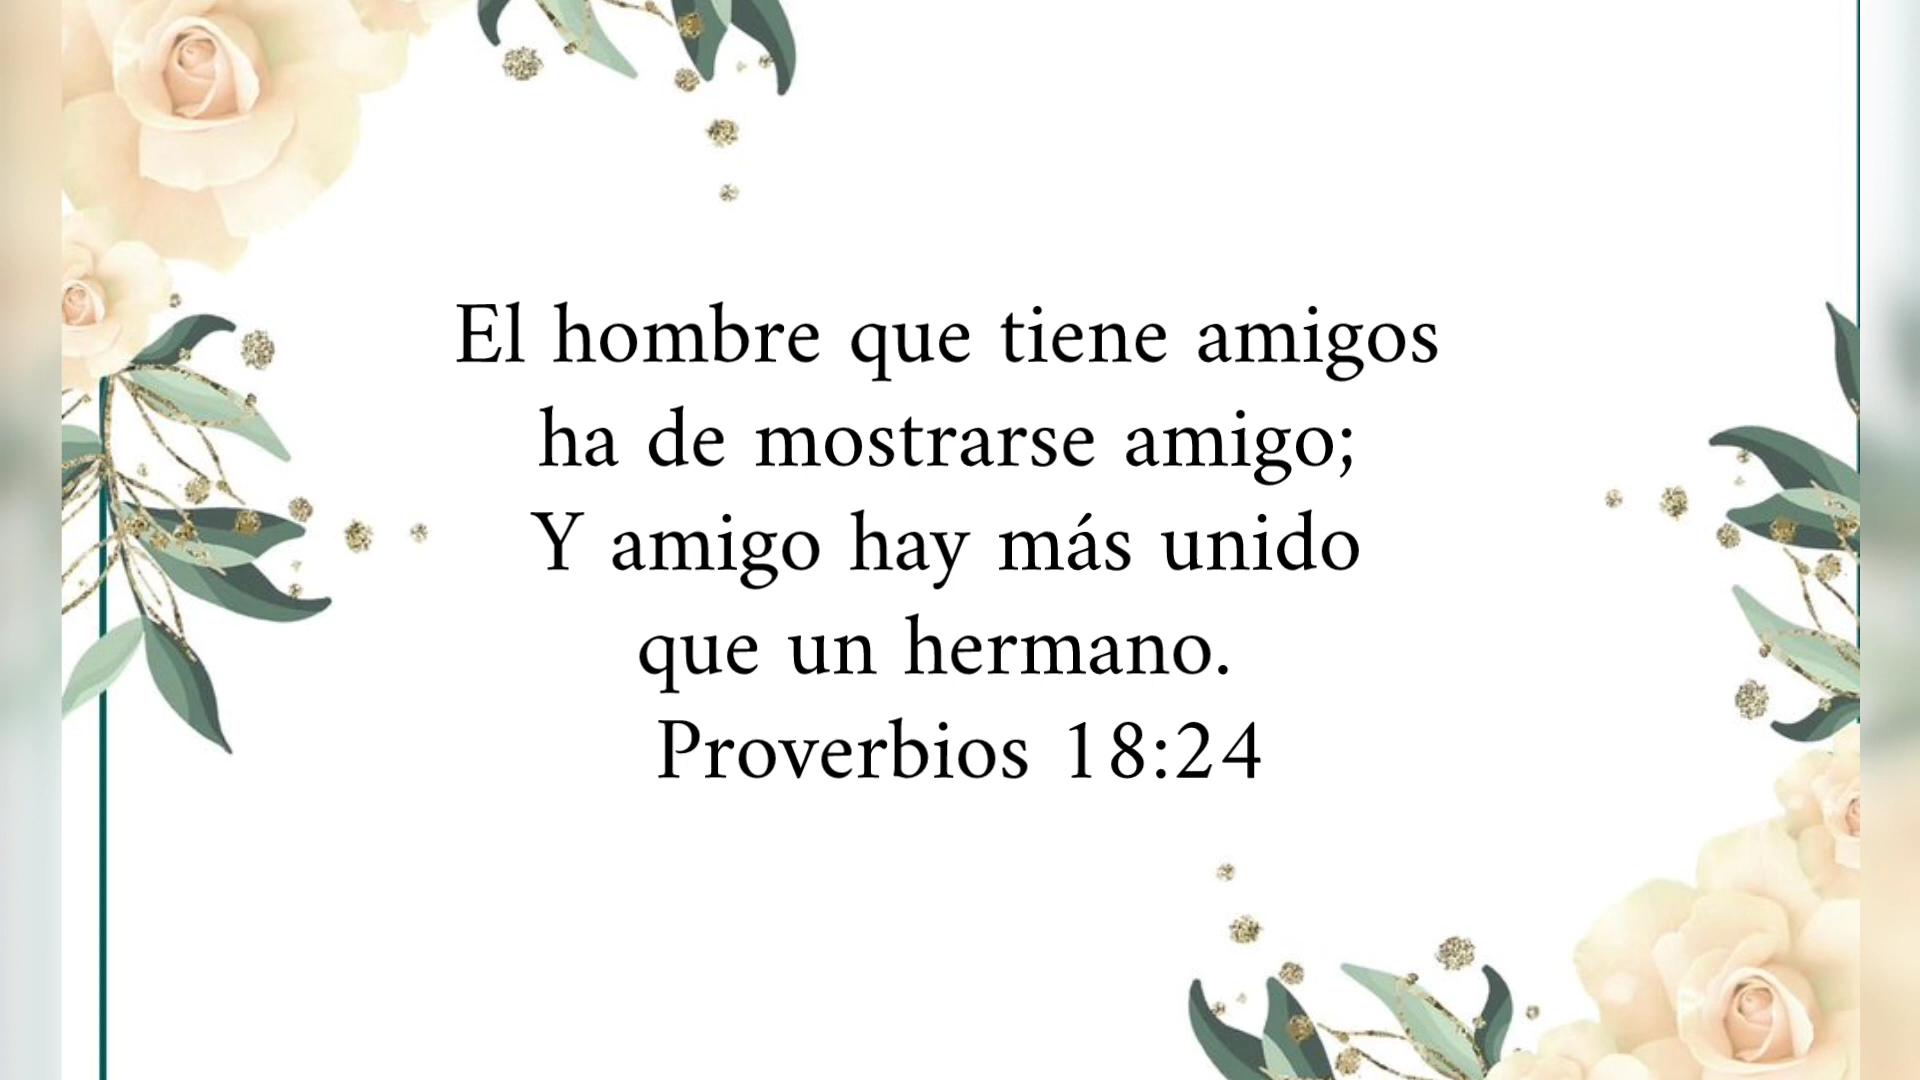 El hombre que tiene amigos
ha de mostrarse amigo;
Y amigo hay más unido
que un hermano.
Proverbios 18:24